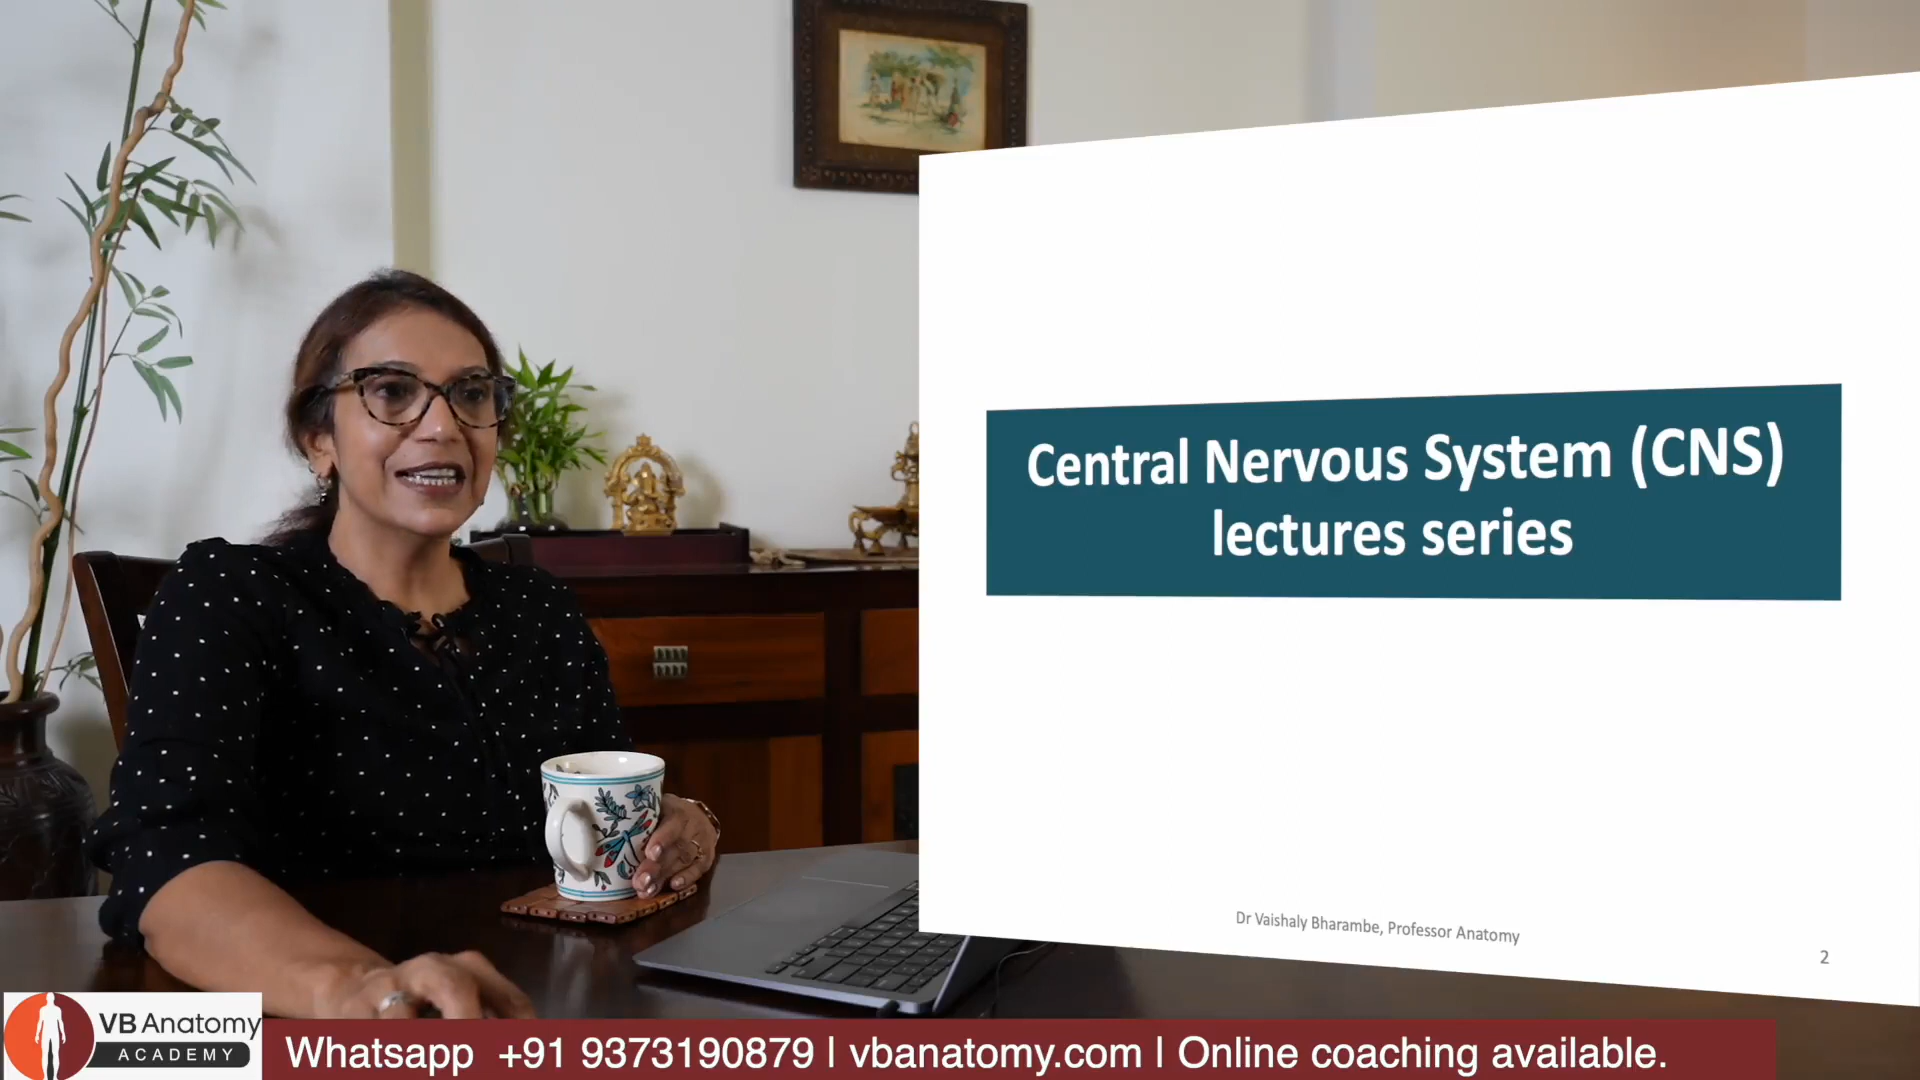 Central Nervous System (CNS)
lectures series
Dr Vaishaly Bharambe, Professor Anatomy
2
VB Anatomy
ACADEMY
Whatsapp +91 9373190879 | vbanatomy.com | Online coaching available.